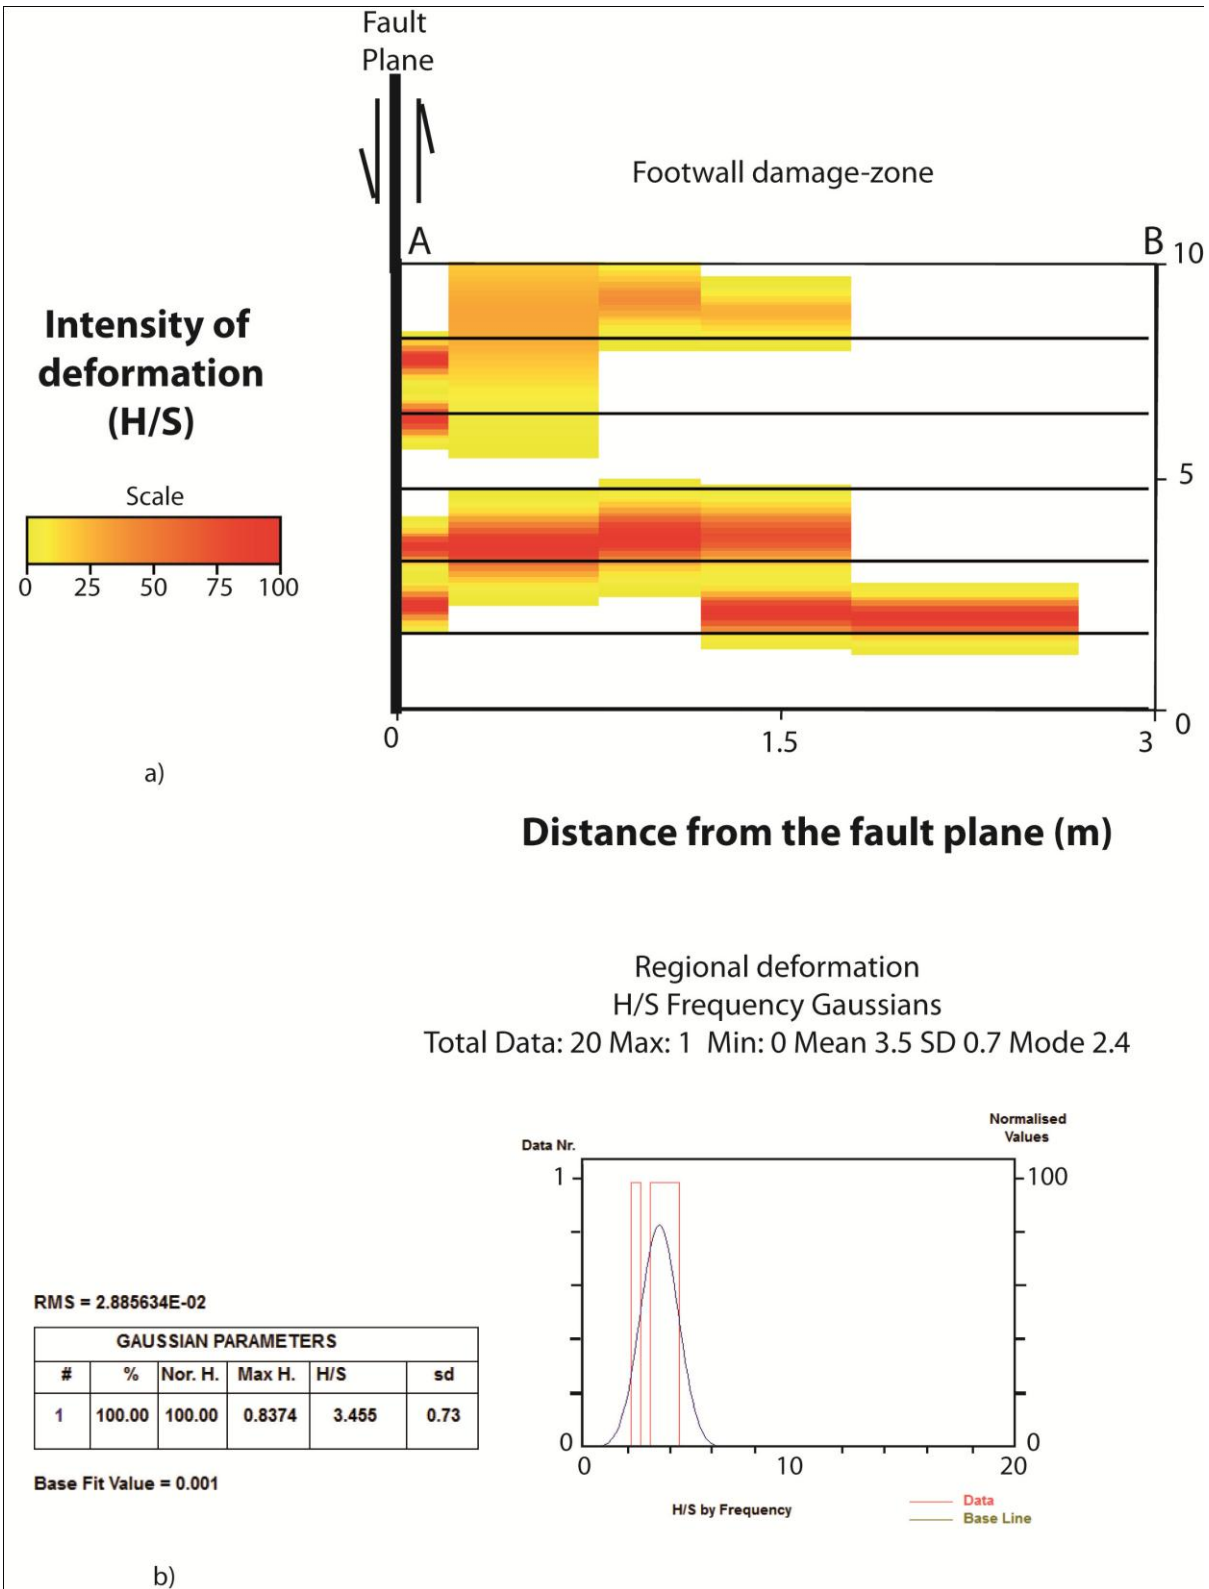 Fault
Plane
Footwall damage-zone
A
B
10
Intensity of
deformation
(H/S)
Scale
0 25 50 75 100
5
0
0 1.5 3
a)
Distance from the fault plane (m)
Regional deformation
H/S Frequency Gaussians
Total Data: 20 Max: 1 Min: 0 Mean 3.5 SD 0.7 Mode 2.4
Normalised
Values
Data Nr.
1
100
RMS = 2.885634E-02
GAUSSIAN PARAMETERS
# % Nor. H. Max H. H/S sd
1 100.00 100.00 0.8374 3.455 0.73
Base Fit Value = 0.001
0
0
0 10 20
H/S by Frequency
Data
Base Line
b)